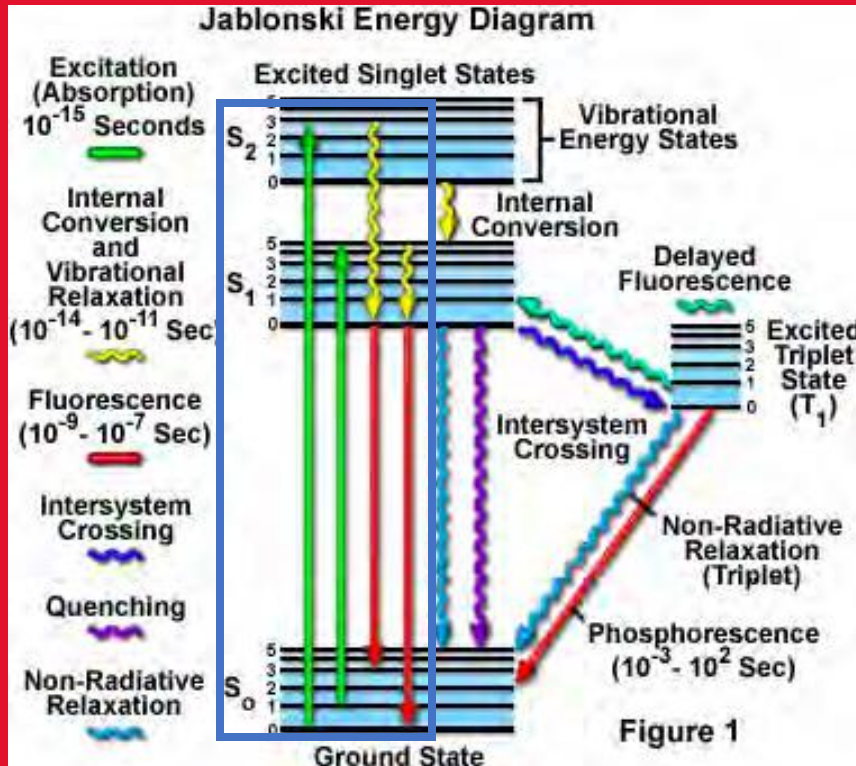 Jablonski Energy Diagram
Excitation
(Absorption)
10⁻¹⁵ Seconds
Internal
Conversion
and
Vibrational
Relaxation
(10⁻¹⁴ - 10⁻¹¹ Sec)
Fluorescence
(10⁻⁹ - 10⁻⁷ Sec)
Intersystem
Crossing
Quenching
Non-Radiative
Relaxation
Excited Singlet States
S₂
5
3
2
1
0
Vibrational
Energy States
Internal
Conversion
S₁
5
3
2
1
0
Delayed
Fluorescence
5
3
2
1
0
Excited
Triplet
State
(T₁)
Intersystem
Crossing
Non-Radiative
Relaxation
(Triplet)
Phosphorescence
(10⁻³ - 10² Sec)
S₀
5
3
2
1
0
Ground State
Figure 1